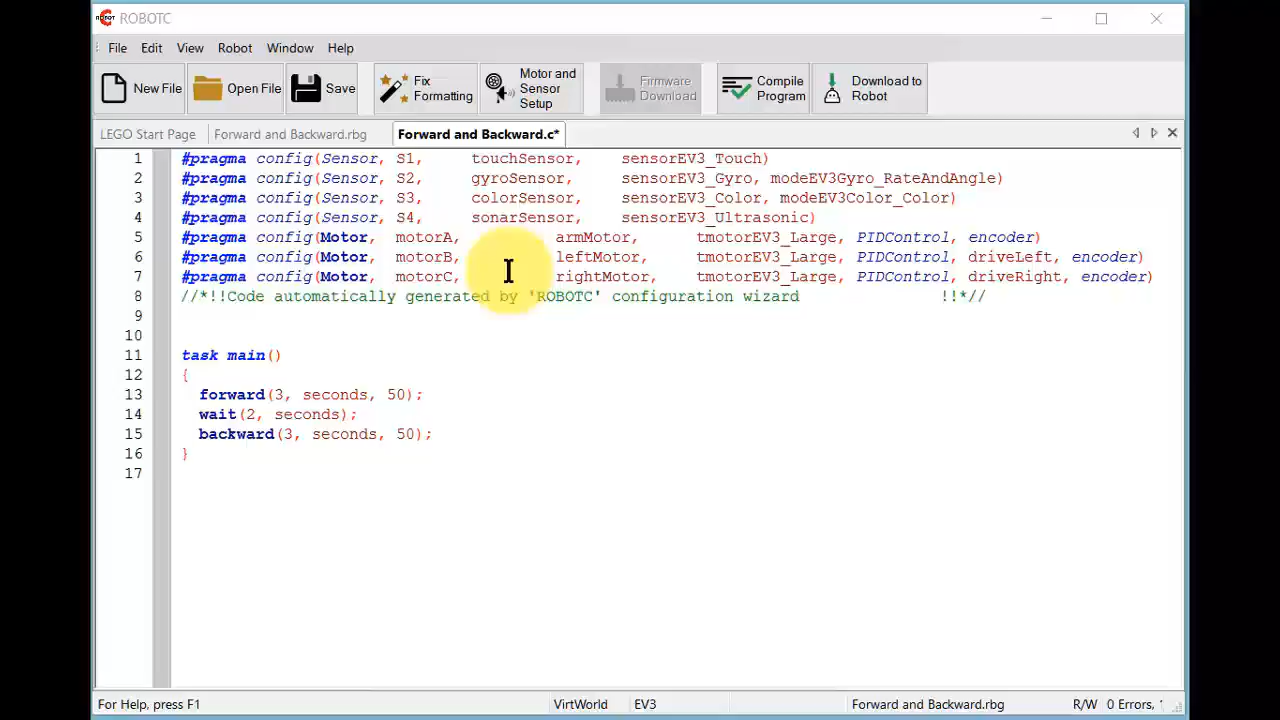 ROBOTC
File Edit View Robot Window Help
New File Open File Save Fix Formatting Motor and Sensor Setup Firmware Download Compile Program Download to Robot
LEGO Start Page Forward and Backward.rbg Forward and Backward.c*
1 #pragma config(Sensor, S1, touchSensor, sensorEV3_Touch)
2 #pragma config(Sensor, S2, gyroSensor, sensorEV3_Gyro, modeEV3Gyro_RateAndAngle)
3 #pragma config(Sensor, S3, colorSensor, sensorEV3_Color, modeEV3Color_Color)
4 #pragma config(Sensor, S4, sonarSensor, sensorEV3_Ultrasonic)
5 #pragma config(Motor, motorA, armMotor, tmotorEV3_Large, PIDControl, encoder)
6 #pragma config(Motor, motorB, leftMotor, tmotorEV3_Large, PIDControl, driveLeft, encoder)
7 #pragma config(Motor, motorC, rightMotor, tmotorEV3_Large, PIDControl, driveRight, encoder)
8 //*!!Code automatically generated by 'ROBOTC' configuration wizard !!*//
9
10
11 task main()
12 {
13 forward(3, seconds, 50);
14 wait(2, seconds);
15 backward(3, seconds, 50);
16 }
17
For Help, press F1 VirtWorld EV3 Forward and Backward.rbg R/W 0 Errors,